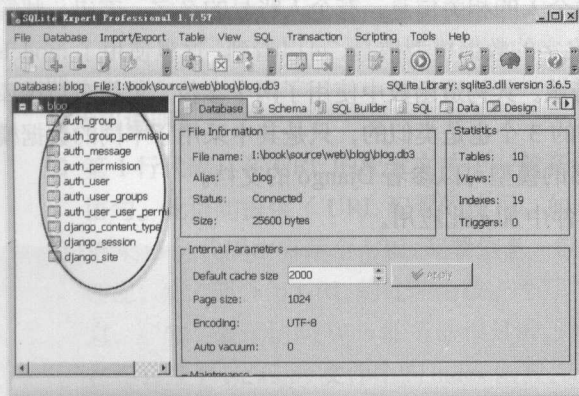 SQLite Expert Professional 1.7.57
File Database Import/Export Table View SQL Transaction Scripting Tools Help
Database: blog File: I:\book\source\web\blog\blog.db3 SQLite Library: sqlite3.dll version 3.6.5
blog
auth_group
auth_group_permission
auth_message
auth_permission
auth_user
auth_user_groups
auth_user_user_permi
django_content_type
django_session
django_site
Database Schema SQL Builder SQL Data Design
File Information
File name: I:\book\source\web\blog\blog.db3
Alias: blog
Status: Connected
Size: 25600 bytes
Statistics
Tables: 10
Views: 0
Indexes: 19
Triggers: 0
Internal Parameters
Default cache size 2000 Apply
Page size: 1024
Encoding: UTF-8
Auto vacuum: 0
Maintenance